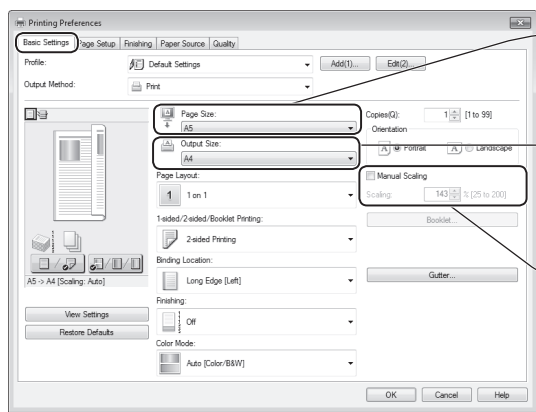 Printing Preferences
Basic Settings Page Setup Finishing Paper Source Quality
Profile: Default Settings Add(1)... Edit(2)...
Output Method: Print
Page Size:
A5
Copies(Q): 1 [1 to 99]
Orientation
A Portrait A Landscape
Output Size:
A4
Page Layout:
1 1 on 1
Manual Scaling
Scaling: 143 % [25 to 200]
1-sided/2-sided/Booklet Printing:
2-sided Printing
Booklet...
Binding Location:
Long Edge [Left]
Gutter...
A5 -> A4 [Scaling: Auto]
Finishing:
Off
View Settings
Restore Defaults
Color Mode:
Auto [Color/B&W]
OK Cancel Help